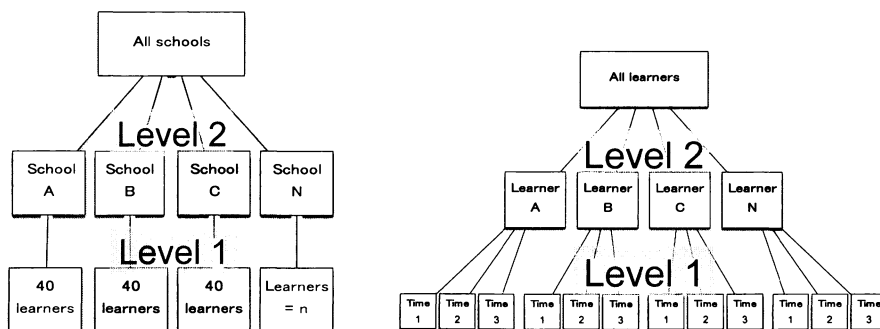 All schools
Level 2
School
A
School
B
School
C
School
N
Level 1
40
learners
40
learners
40
learners
Learners
= n
All learners
Level 2
Learner
A
Learner
B
Learner
C
Learner
N
Level 1
Time
1
Time
2
Time
3
Time
1
Time
2
Time
3
Time
1
Time
2
Time
3
Time
1
Time
2
Time
3